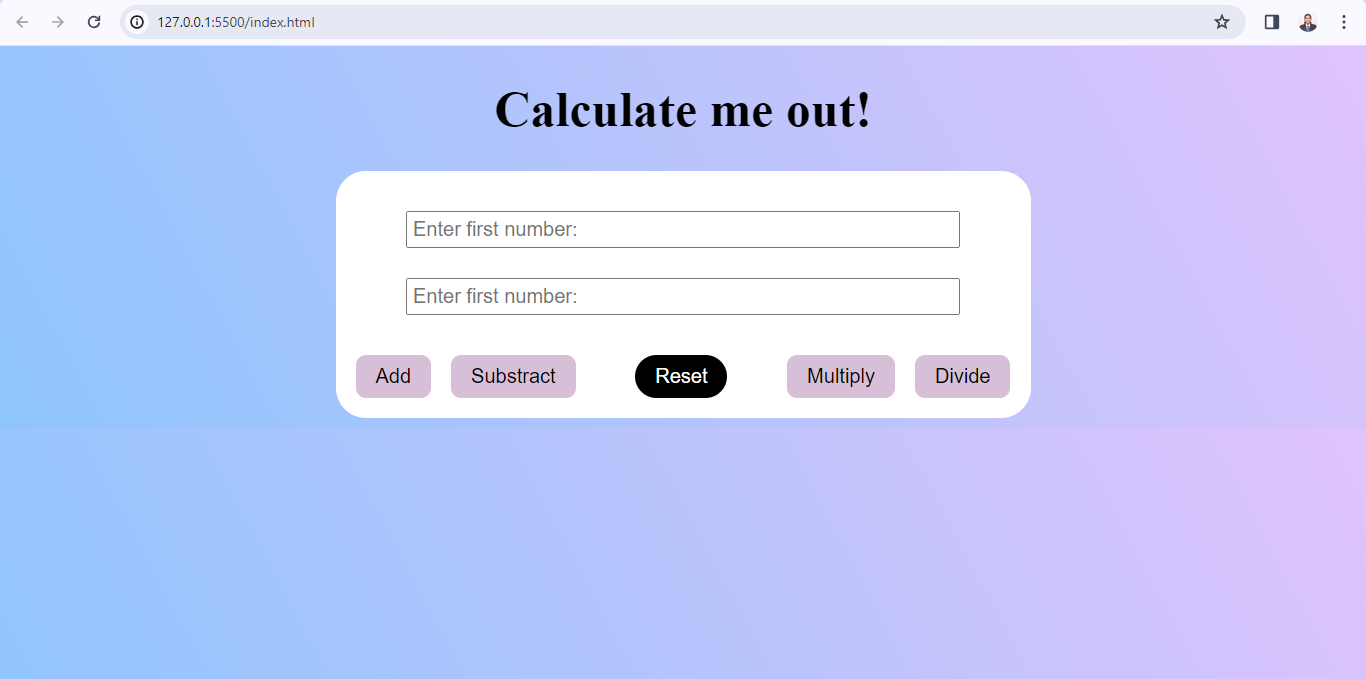 127.0.0.1:5500/index.html
Calculate me out!
Enter first number:
Enter first number:
Add Substract Reset Multiply Divide